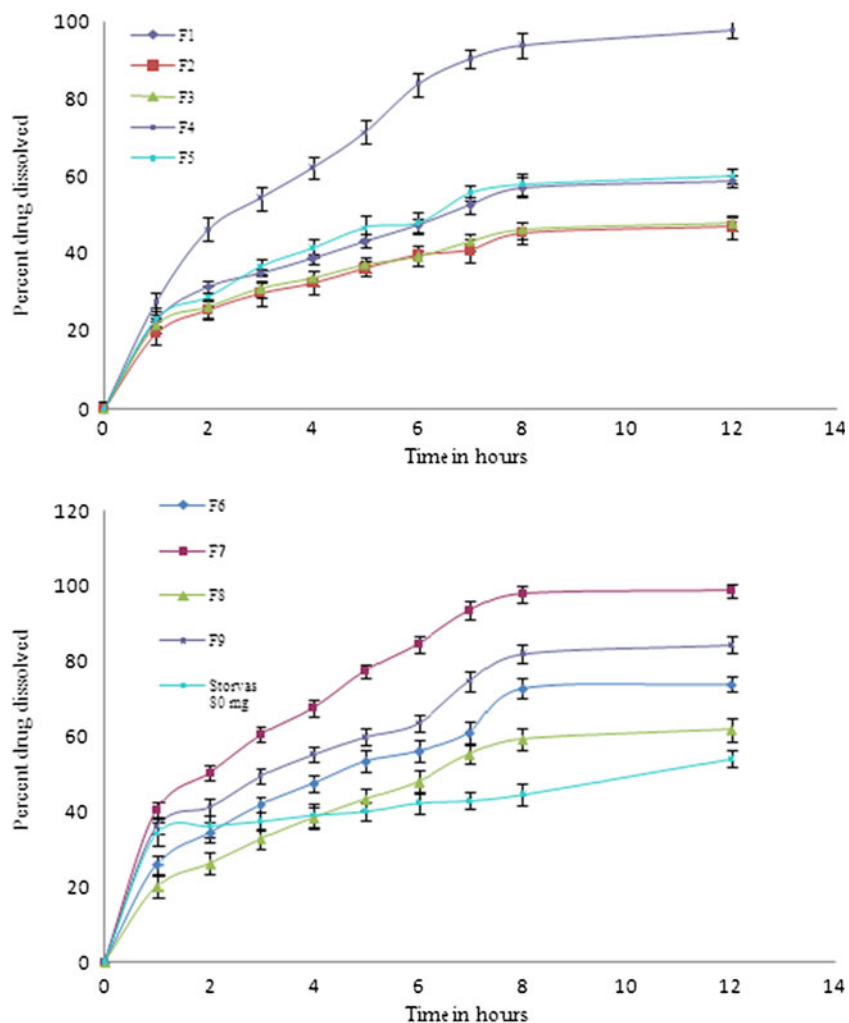 100
80
60
40
20
0
Percent drug dissolved
F1
F2
F3
F4
F5
0 2 4 6 8 10 12 14
Time in hours
120
100
80
60
40
20
0
Percent drug dissolved
F6
F7
F8
F9
Storvas
80 mg
0 2 4 6 8 10 12 14
Time in hours